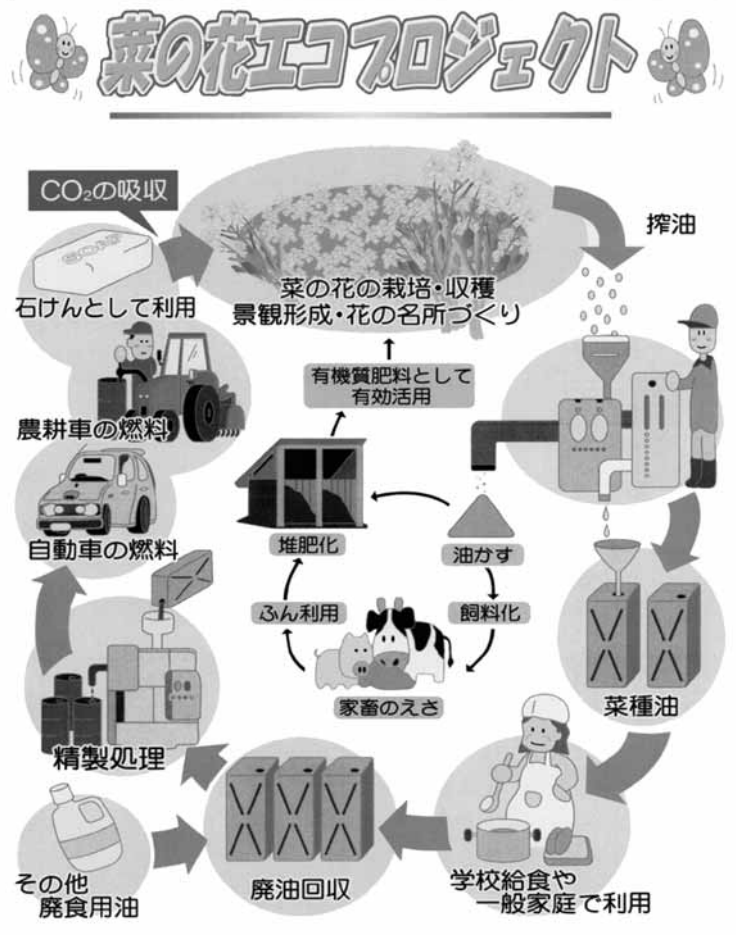 菜の花エコプロジェクト
CO₂の吸収
菜の花の栽培・収穫
景観形成・花の名所づくり
搾油
石けんとして利用
農耕車の燃料
自動車の燃料
有機質肥料として
有効活用
堆肥化
油かす
ふん利用
飼料化
家畜のえさ
菜種油
精製処理
その他
廃食用油
廃油回収
学校給食や
一般家庭で利用